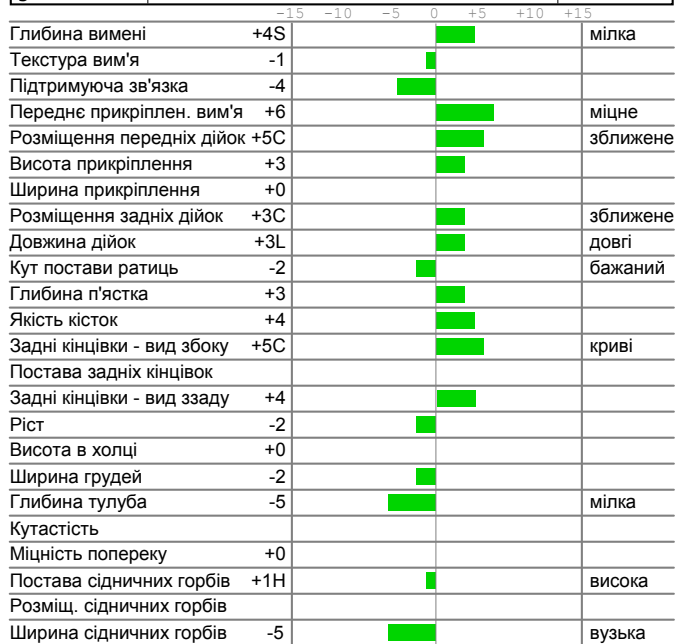 -15 -10 -5 0 +5 +10 +15
Глибина вимені +4S мілка
Текстура вим'я -1
Підтримуюча зв'язка -4
Переднє прикріплен. вим'я +6 міцне
Розміщення передніх дійок +5C зближене
Висота прикріплення +3
Ширина прикріплення +0
Розміщення задніх дійок +3C зближене
Довжина дійок +3L довгі
Кут постави ратиць -2 бажаний
Глибина п'ястка +3
Якість кісток +4
Задні кінцівки - вид збоку +5C криві
Постава задніх кінцівок
Задні кінцівки - вид ззаду +4
Ріст -2
Висота в холці +0
Ширина грудей -2
Глибина тулуба -5 мілка
Кутастість
Міцність попереку +0
Постава сідничних горбів +1H висока
Розміщ. сідничних горбів
Ширина сідничних горбів -5 вузька